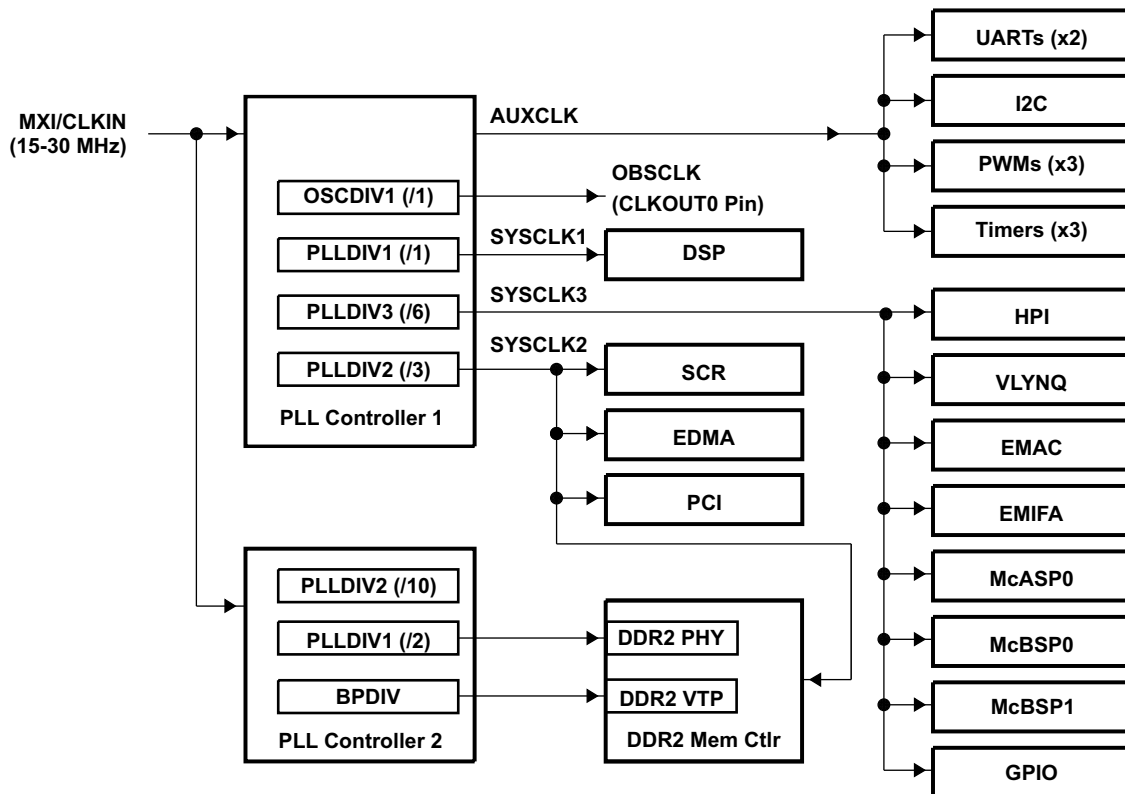 MXI/CLKIN
(15-30 MHz)
AUXCLK
OSCDIV1 (/1)
OBSCLK
(CLKOUT0 Pin)
PLLDIV1 (/1)
SYSCLK1
DSP
PLLDIV3 (/6)
SYSCLK3
PLLDIV2 (/3)
SYSCLK2
SCR
EDMA
PCI
PLL Controller 1
UARTs (x2)
I2C
PWMs (x3)
Timers (x3)
HPI
VLYNQ
EMAC
EMIFA
McASP0
McBSP0
McBSP1
GPIO
PLLDIV2 (/10)
PLLDIV1 (/2)
BPDIV
PLL Controller 2
DDR2 PHY
DDR2 VTP
DDR2 Mem Ctlr